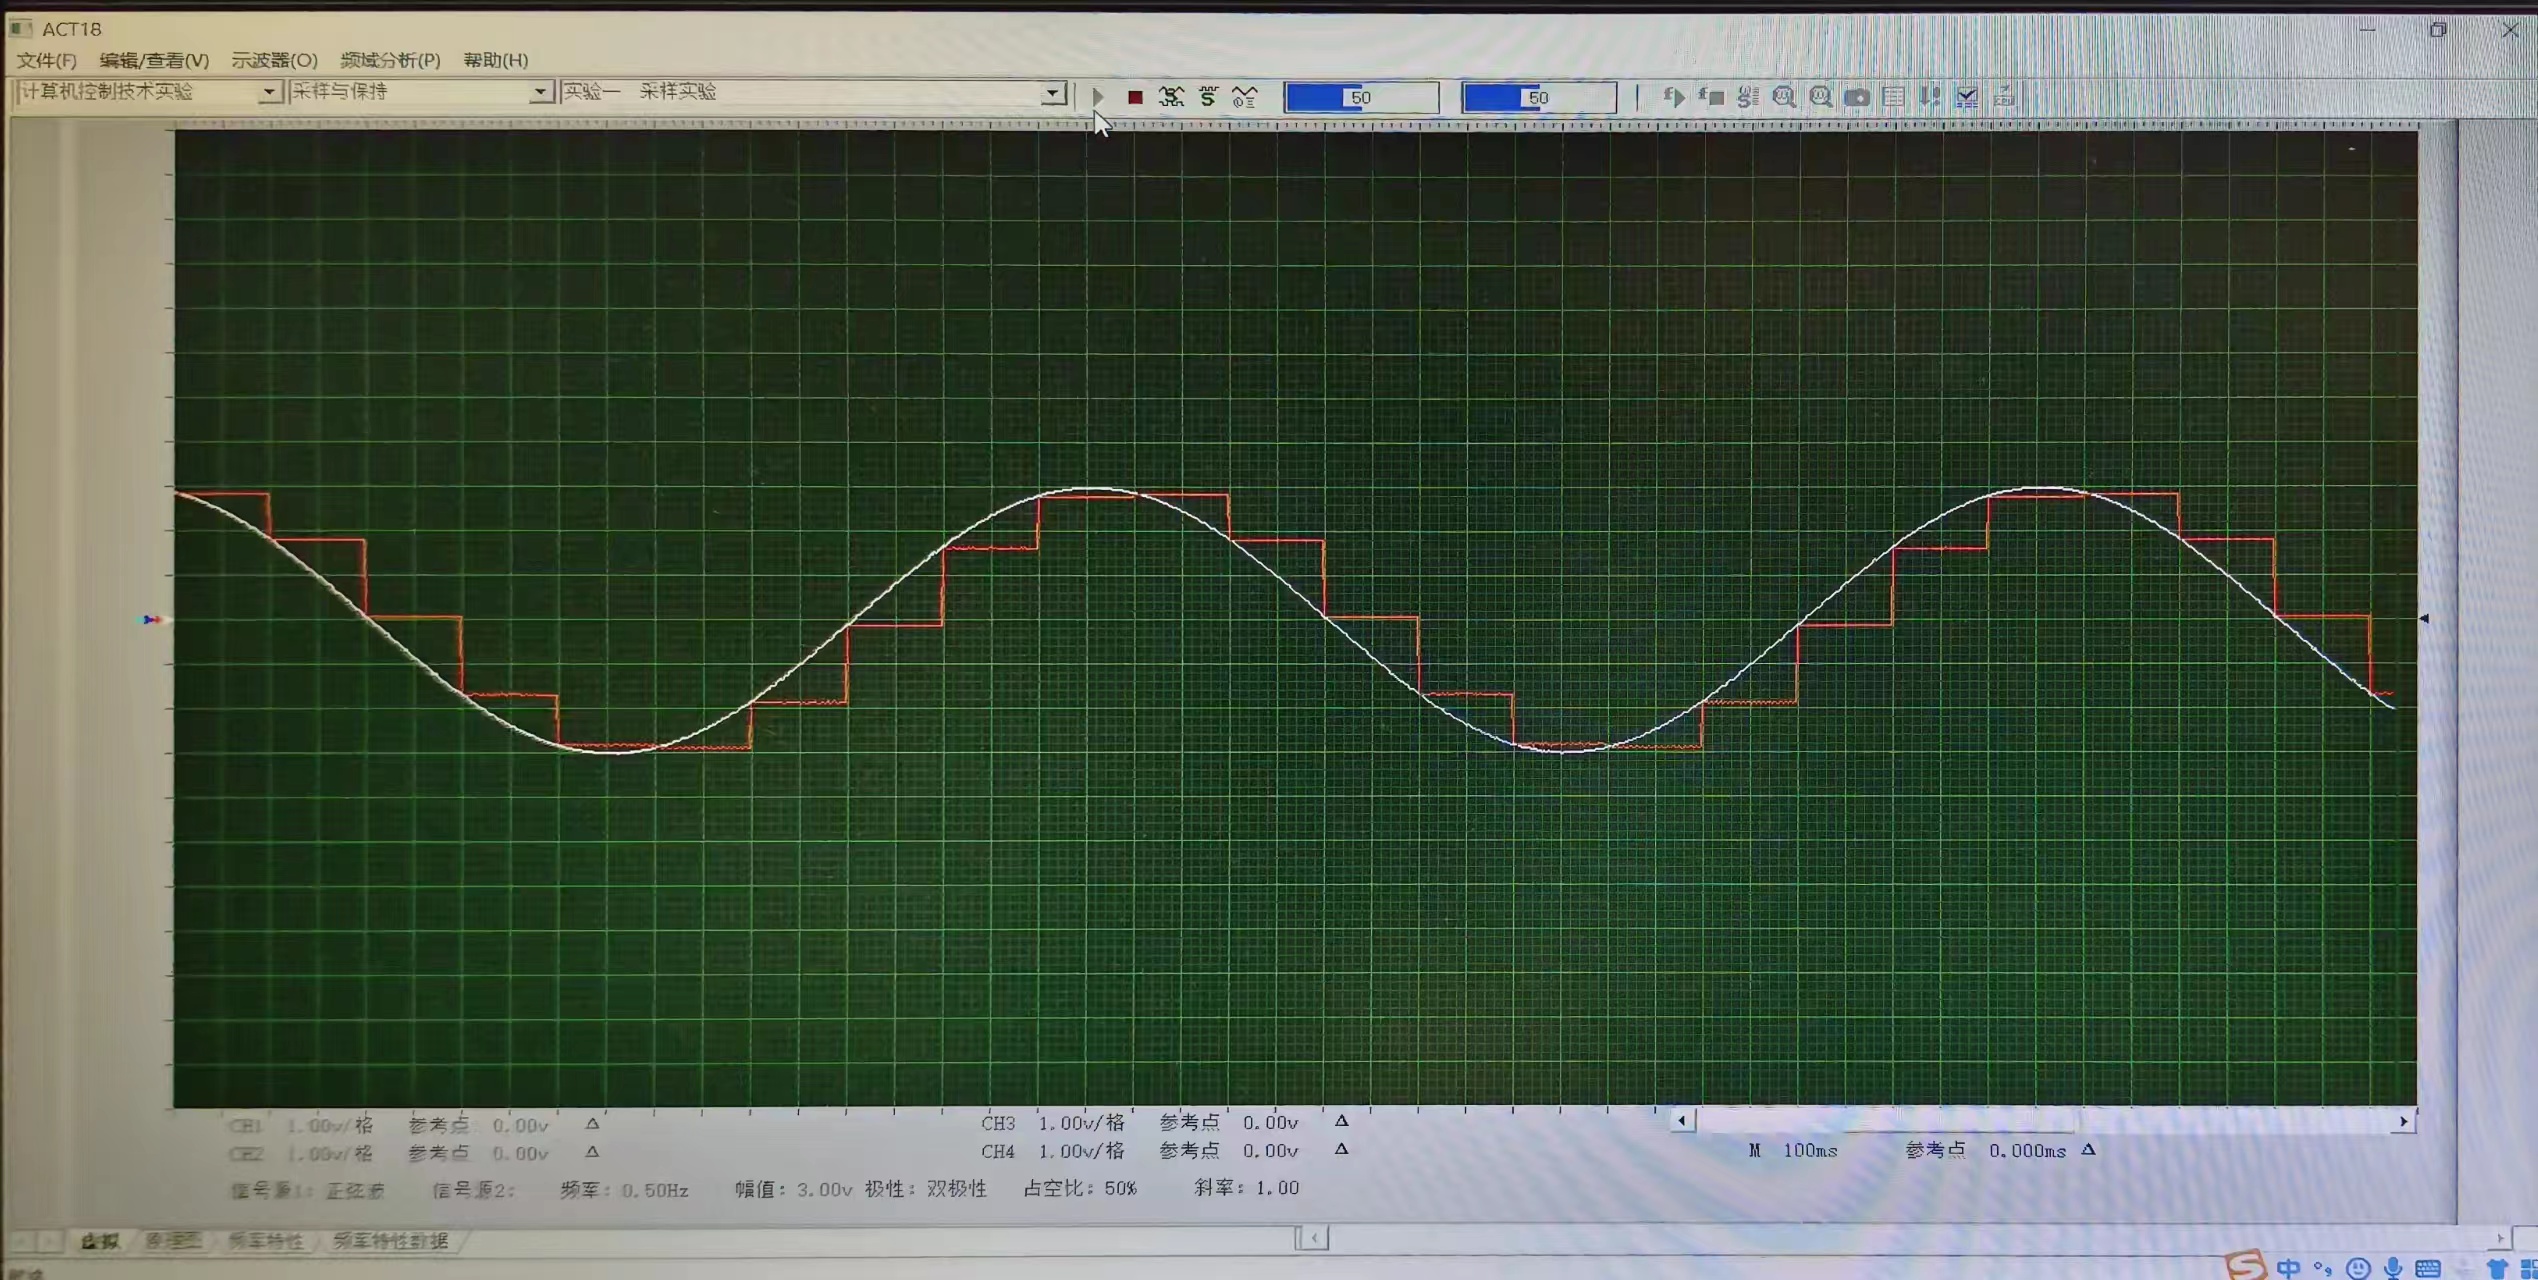 ACT18
文件(F) 编辑/查看(V) 示波器(O) 频域分析(P) 帮助(H)
计算机控制技术实验 采样与保持 实验一 采样实验 50 50
CH1 1.00v/格 参考点 0.00v Δ CH3 1.00v/格 参考点 0.00v Δ
CH2 1.00v/格 参考点 0.00v Δ CH4 1.00v/格 参考点 0.00v Δ M 100ms 参考点 0.000ms Δ
信号源1: 正弦波 信号源2: 频率: 0.50Hz 幅值: 3.00v 极性: 双极性 占空比: 50% 斜率: 1.00
虚拟 原理图 频率特性 频率特性数据
中